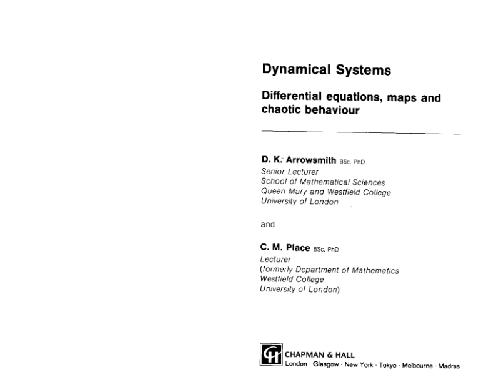 Dynamical Systems
Differential equations, maps and
chaotic behaviour
D. K. Arrowsmith BSc, PhD
Senior Lecturer
School of Mathematical Sciences
Queen Mary and Westfield College
University of London
and
C. M. Place BSc, PhD
Lecturer
(formerly Department of Mathematics
Westfield College
University of London)
CH
CHAPMAN & HALL
London · Glasgow · New York · Tokyo · Melbourne · Madras